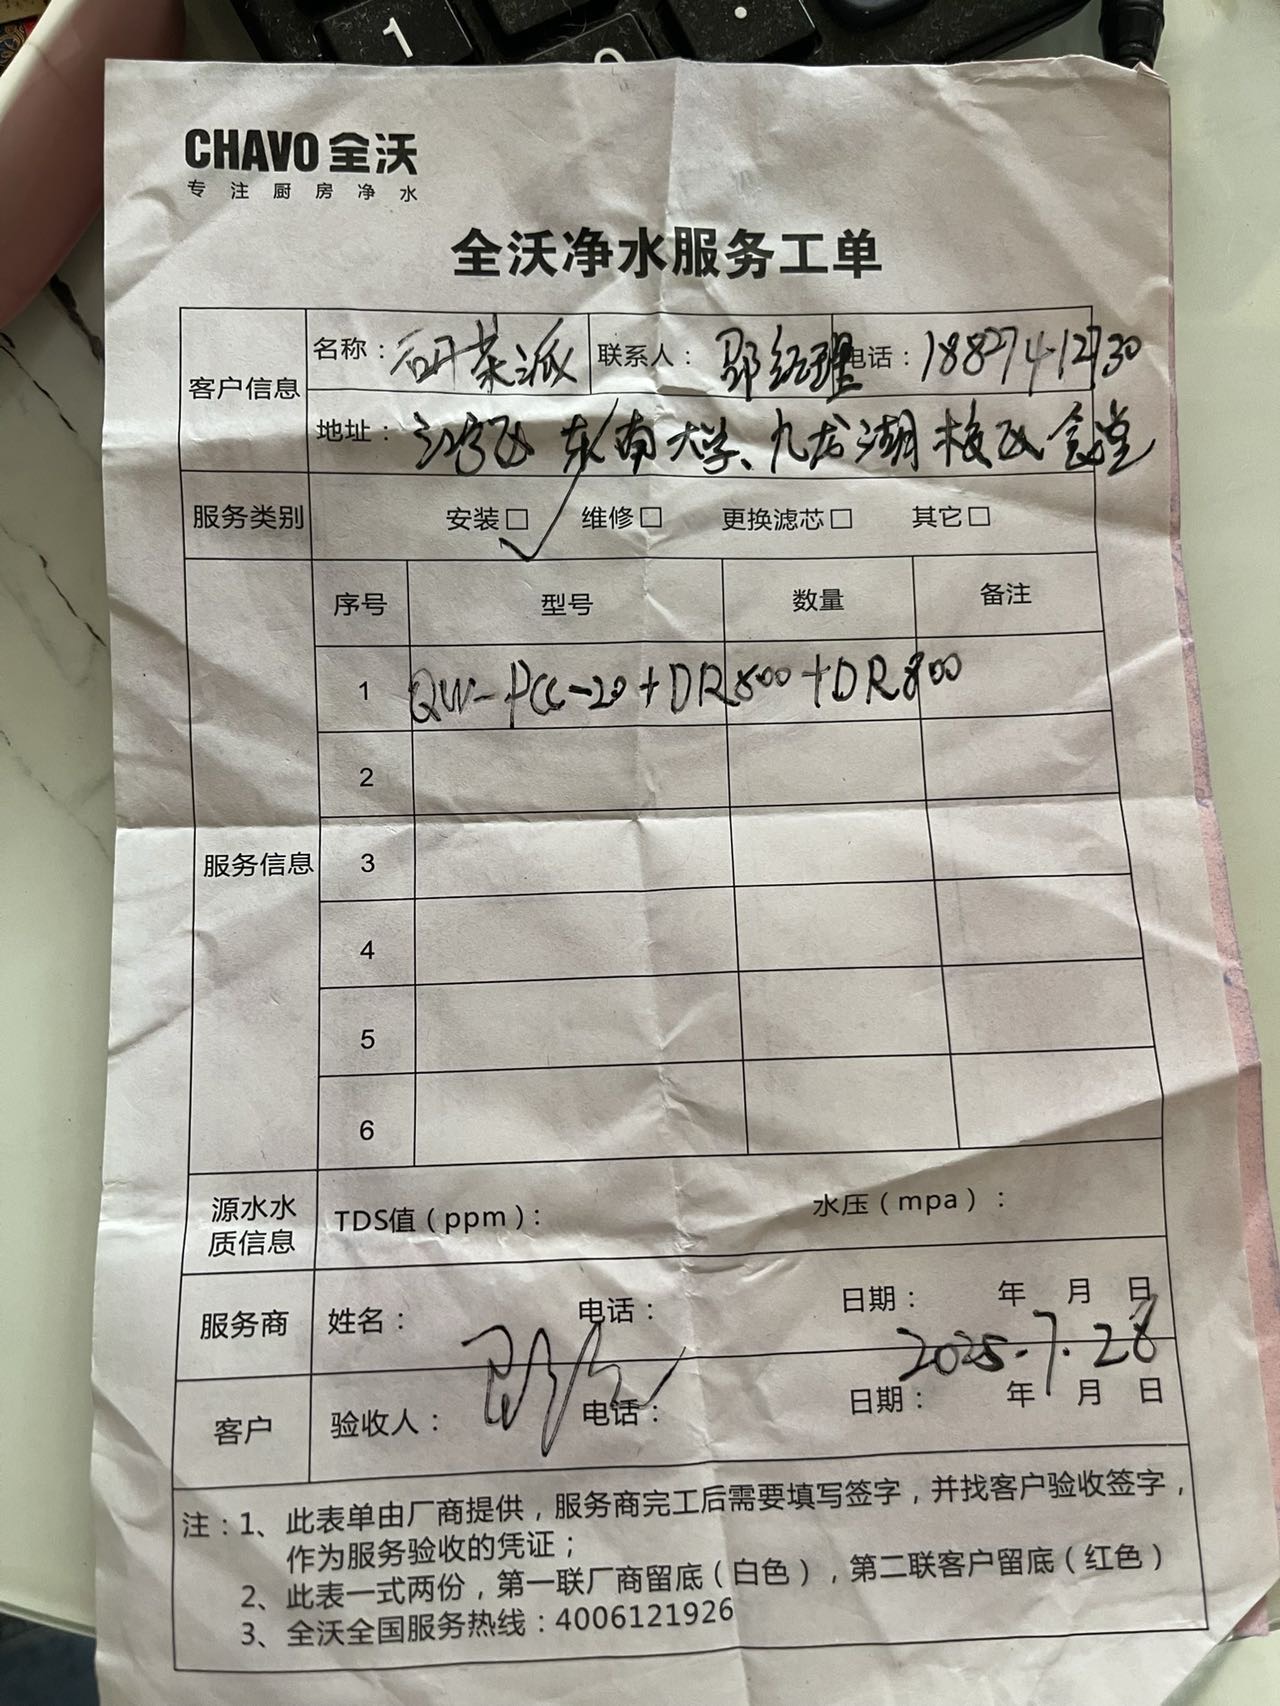 1
CHAVO 全沃
专注厨房净水
全沃净水服务工单
客户信息 名称： 茶派 联系人： 经理 电话：
地址： 江宁区 东南大学、九龙湖校区食堂
服务类别 安装□ ✓ 维修□ 更换滤芯□ 其它□
服务信息 序号 型号 数量 备注
1 QW-PCC-20+DR800+DR800
2
3
4
5
6
源水水质信息 TDS值（ppm）： 水压（mpa）：
服务商 姓名： 电话： 日期： 年 月 日
2025.7.28
客户 验收人： 电话： 日期： 年 月 日
注：1、此表单由厂商提供，服务商完工后需要填写签字，并找客户验收签字，
作为服务验收的凭证；
2、此表一式两份，第一联厂商留底（白色），第二联客户留底（红色）
3、全沃全国服务热线：4006121926